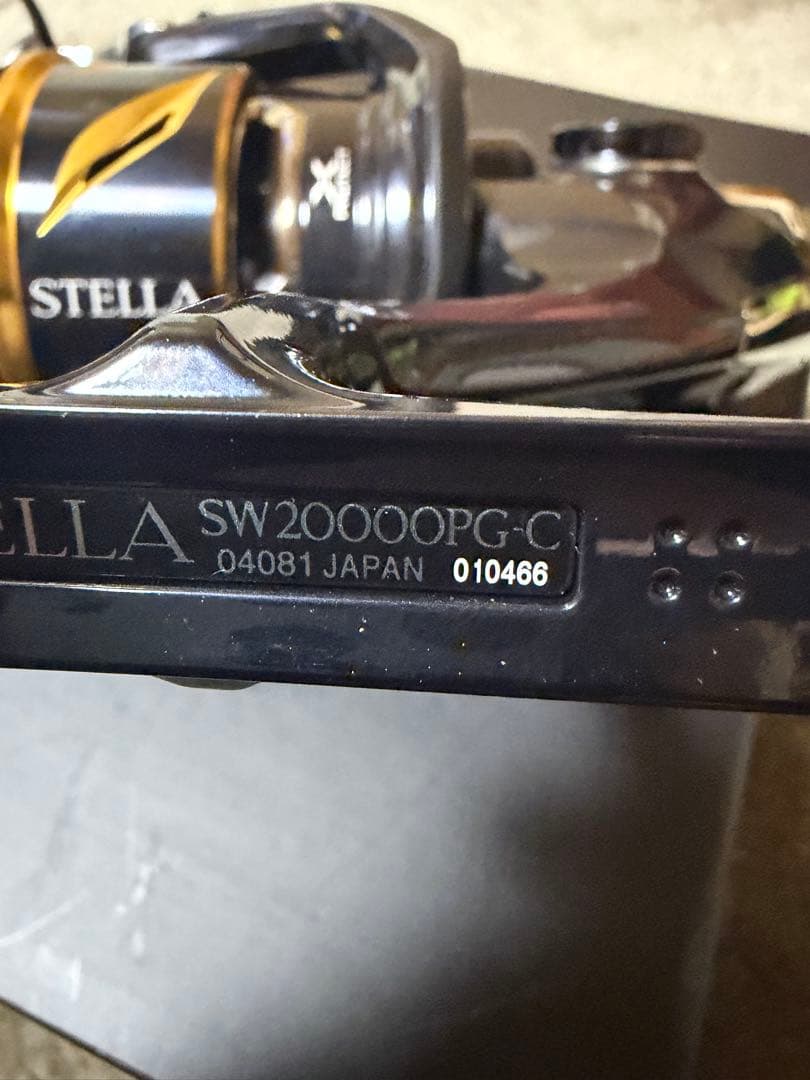 X
STELLA
ELLA SW20000PG-C
04081 JAPAN 010466